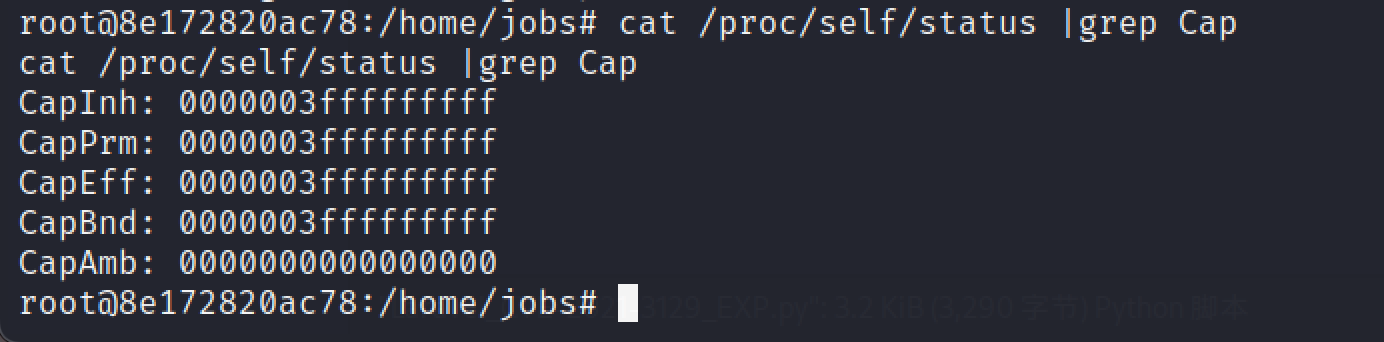 root@8e172820ac78:/home/jobs# cat /proc/self/status |grep Cap
cat /proc/self/status |grep Cap
CapInh: 0000003fffffffff
CapPrm: 0000003fffffffff
CapEff: 0000003fffffffff
CapBnd: 0000003fffffffff
CapAmb: 0000000000000000
root@8e172820ac78:/home/jobs#
3129_EXP.py": 3.2 KiB (3,290 字节) Python 脚本